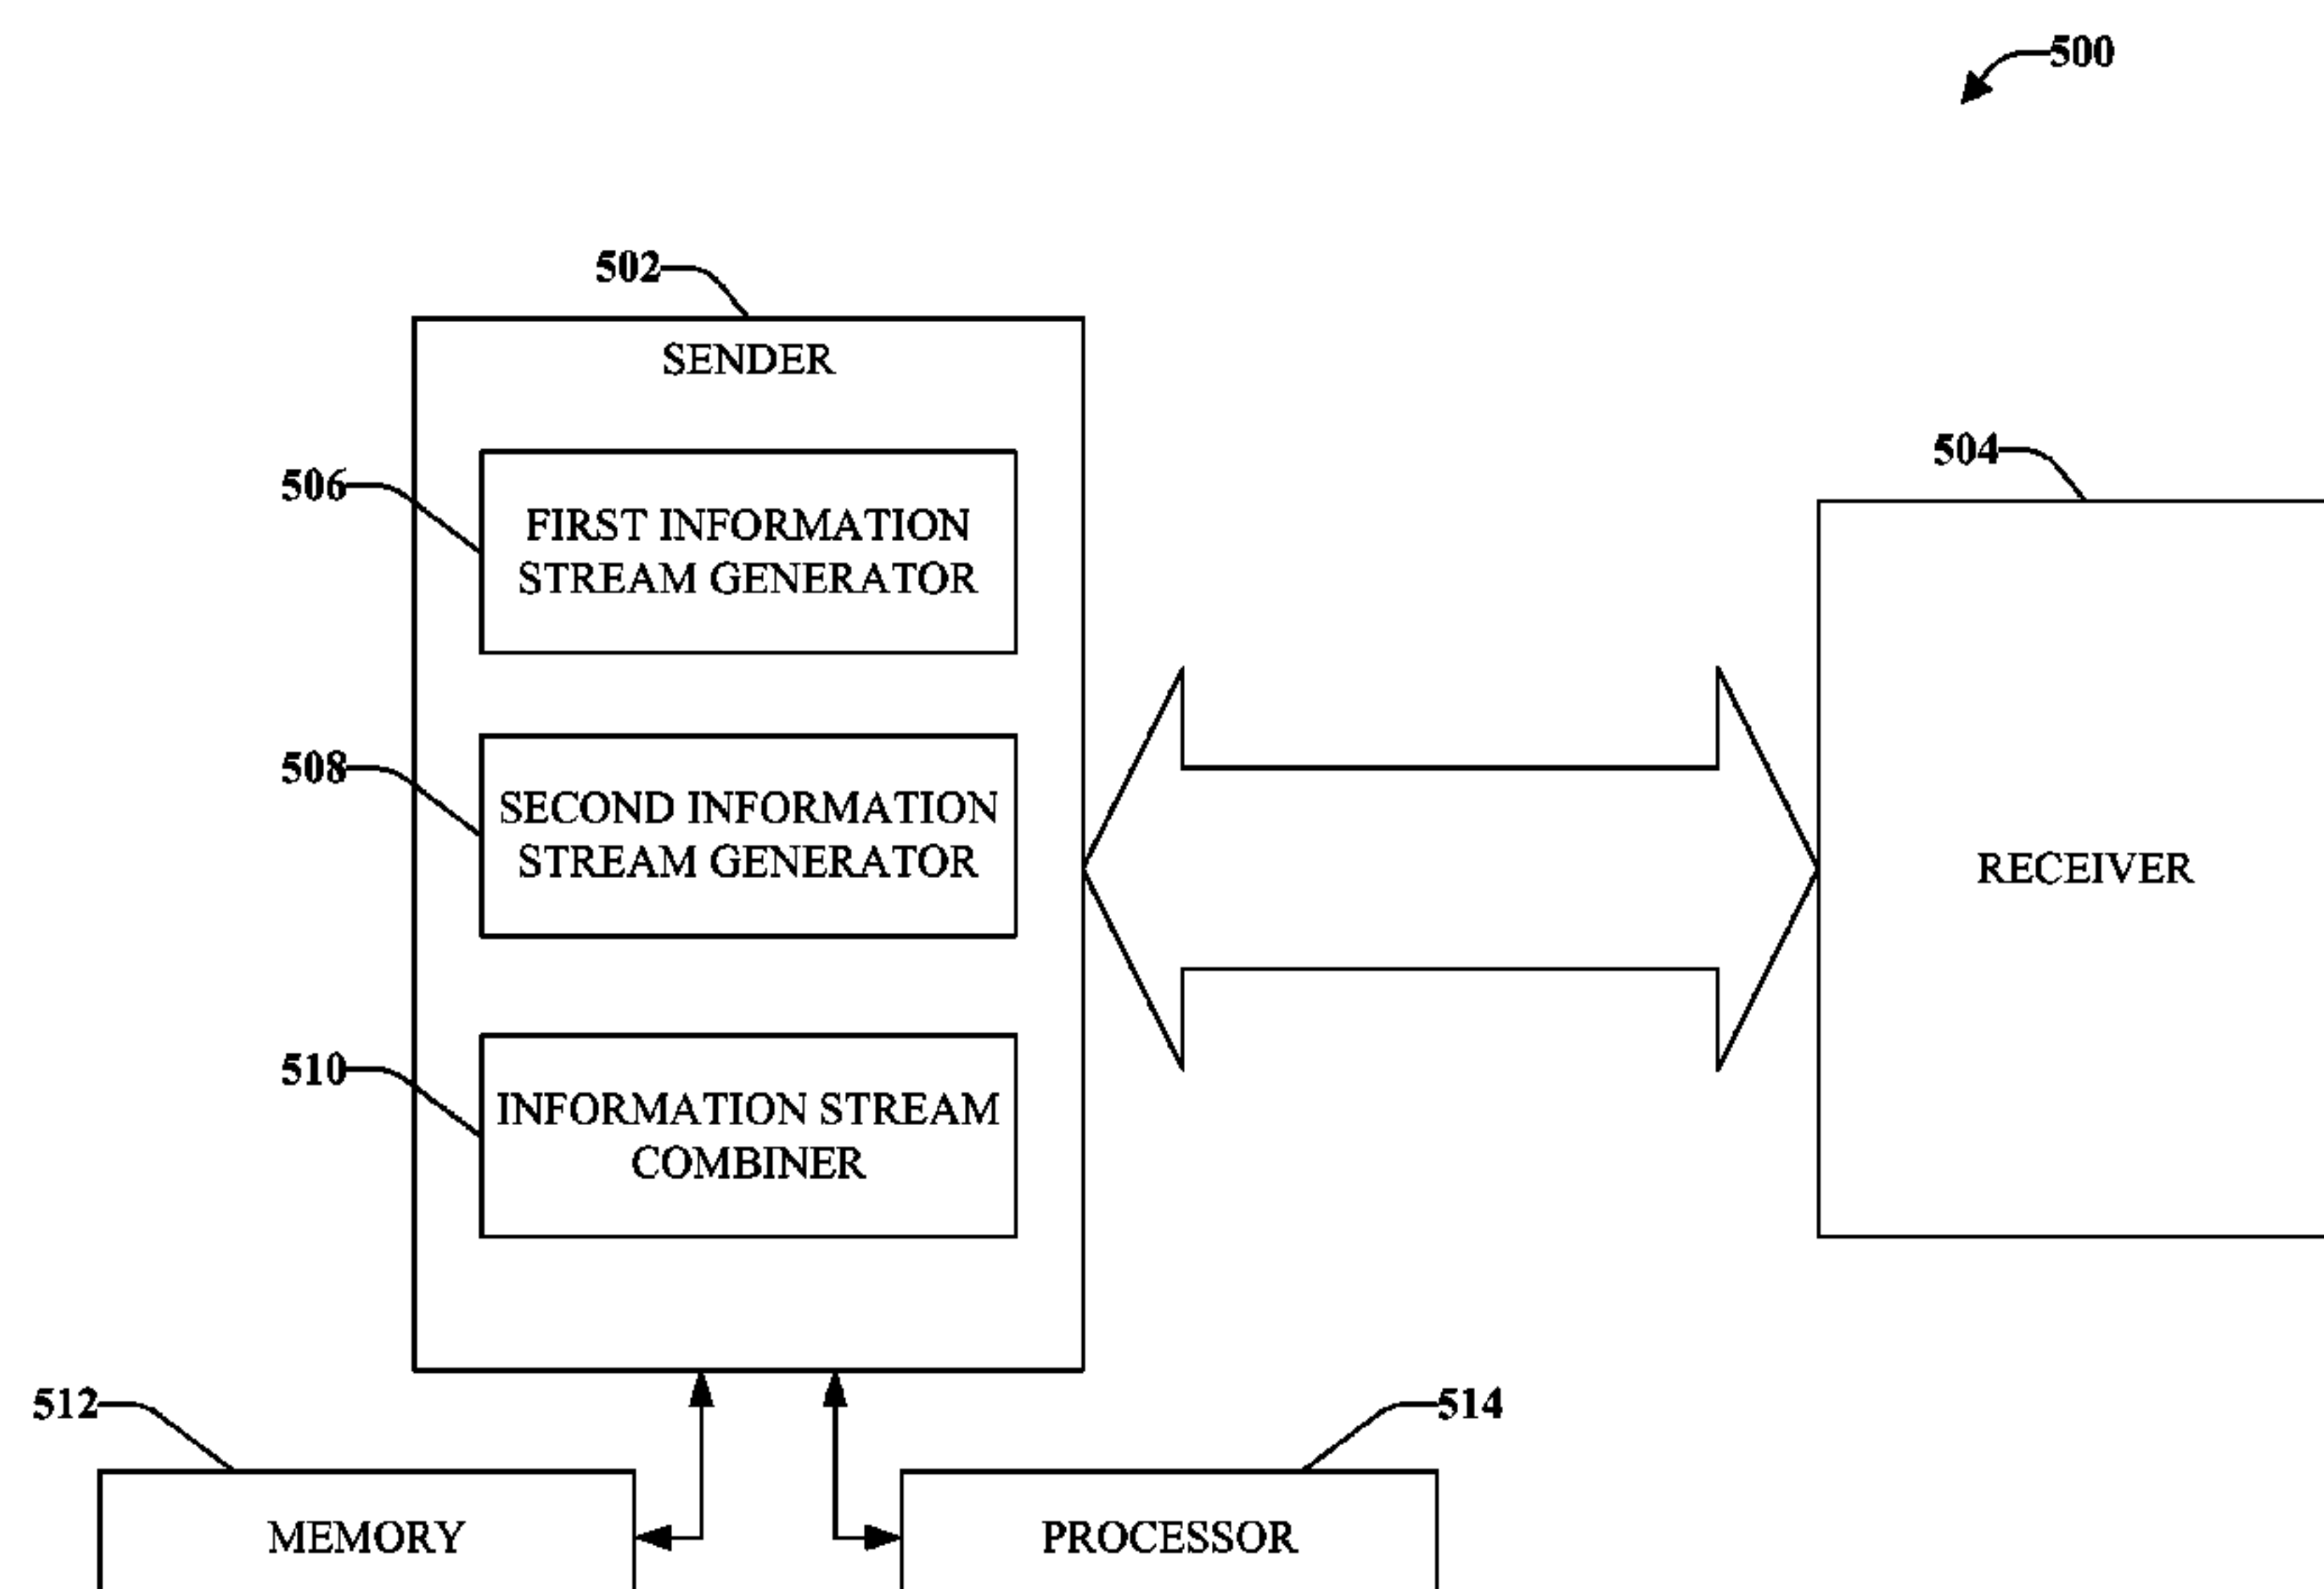 500
502
SENDER
504
506
FIRST INFORMATION
STREAM GENERATOR
508
SECOND INFORMATION
STREAM GENERATOR
RECEIVER
510
INFORMATION STREAM
COMBINER
512
514
MEMORY
PROCESSOR